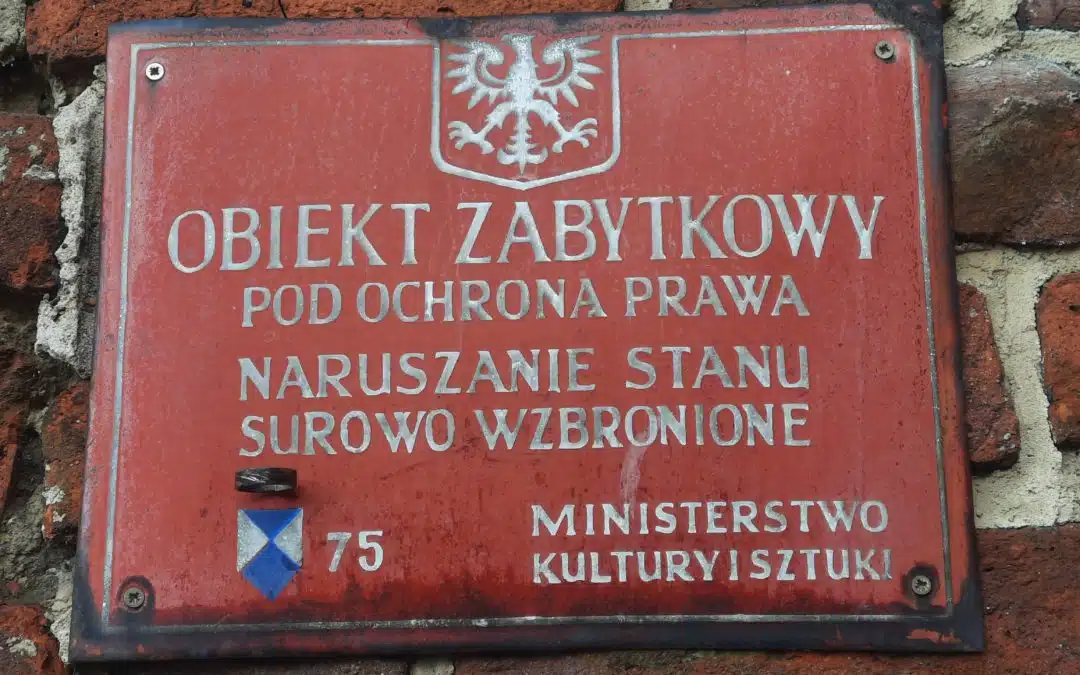 OBIEKT ZABYTKOWY
POD OCHRONA PRAWA
NARUSZANIE STANU
SUROWO WZBRONIONE
75
MINISTERSTWO
KULTURY I SZTUKI